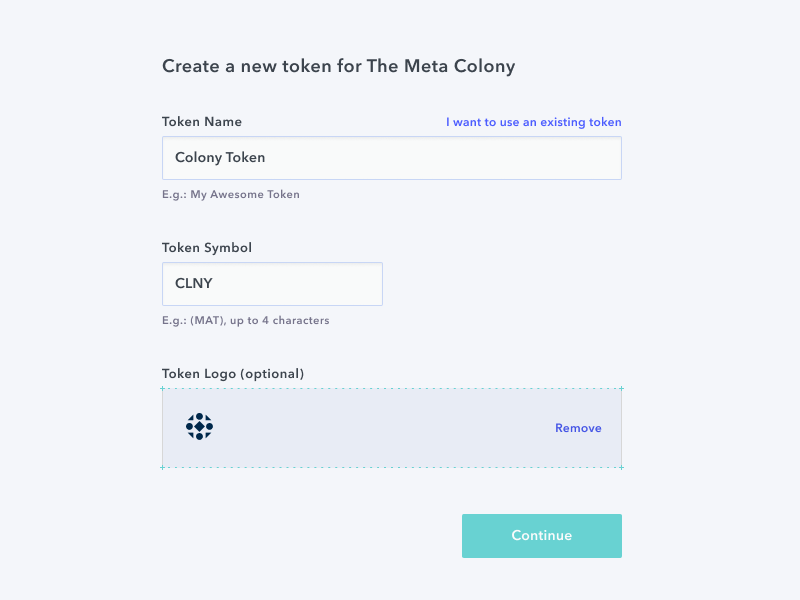 Create a new token for The Meta Colony
Token Name
I want to use an existing token
Colony Token
E.g.: My Awesome Token
Token Symbol
CLNY
E.g.: (MAT), up to 4 characters
Token Logo (optional)
Remove
Continue